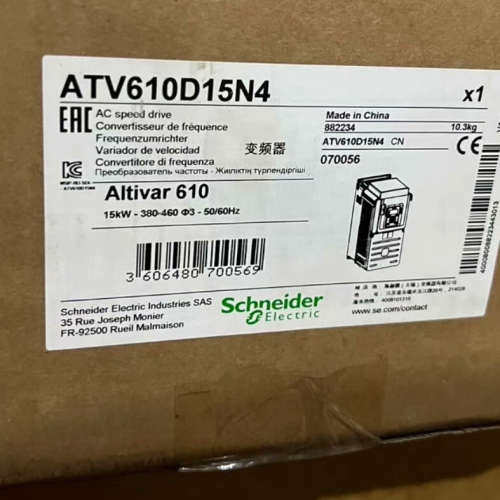 ATV610D15N4
x1
EAC
AC speed drive
Convertisseur de fréquence
Frequenzumrichter
Variador de velocidad
变频器
Convertitore di frequenza
Преобразователь частоты - Жиіліктің түрлендіргіші
Made in China
882234
10.3kg
ATV610D15N4 CN
070056
CE
Altivar 610
15kW - 380-460 Φ3 - 50/60Hz
3 606480 700569
Schneider Electric Industries SAS
35 Rue Joseph Monier
FR-92500 Rueil Malmaison
Schneider
Electric
www.se.com/contact